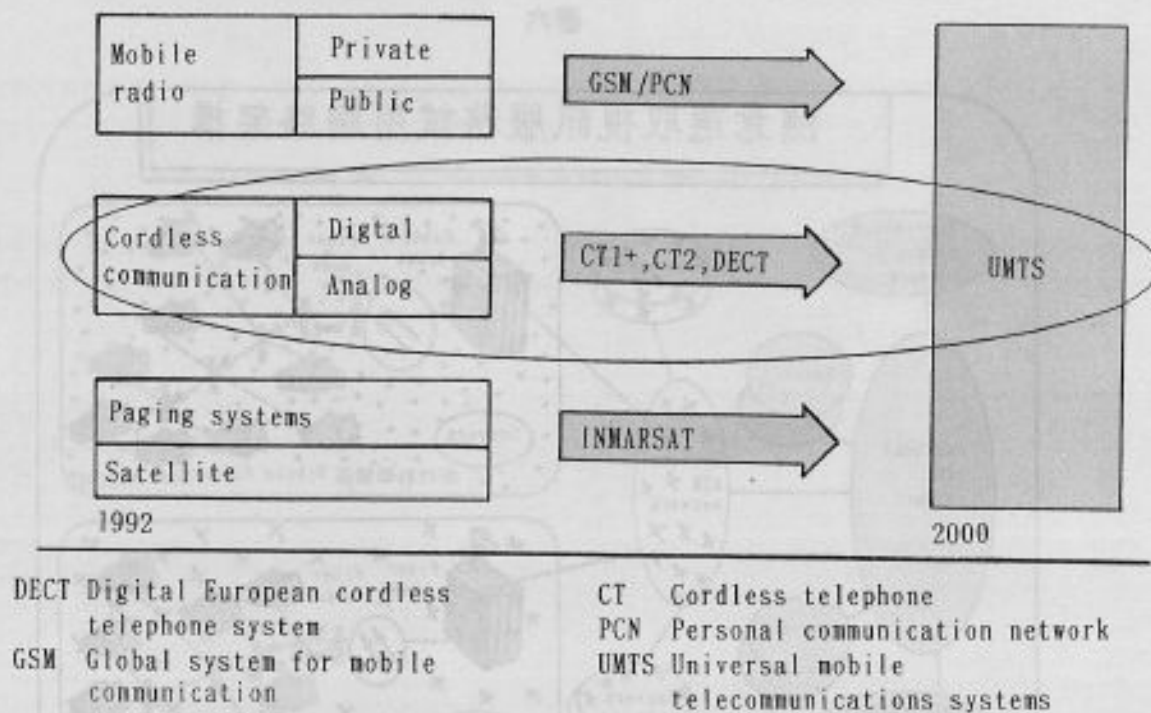 Mobile radio
Private
Public
GSM/PCN
Cordless communication
Digtal
Analog
CT1+,CT2,DECT
UMTS
Paging systems
Satellite
INMARSAT
1992
2000
DECT Digital European cordless
telephone system
GSM Global system for mobile
communication
CT Cordless telephone
PCN Personal communication network
UMTS Universal mobile
telecommunications systems